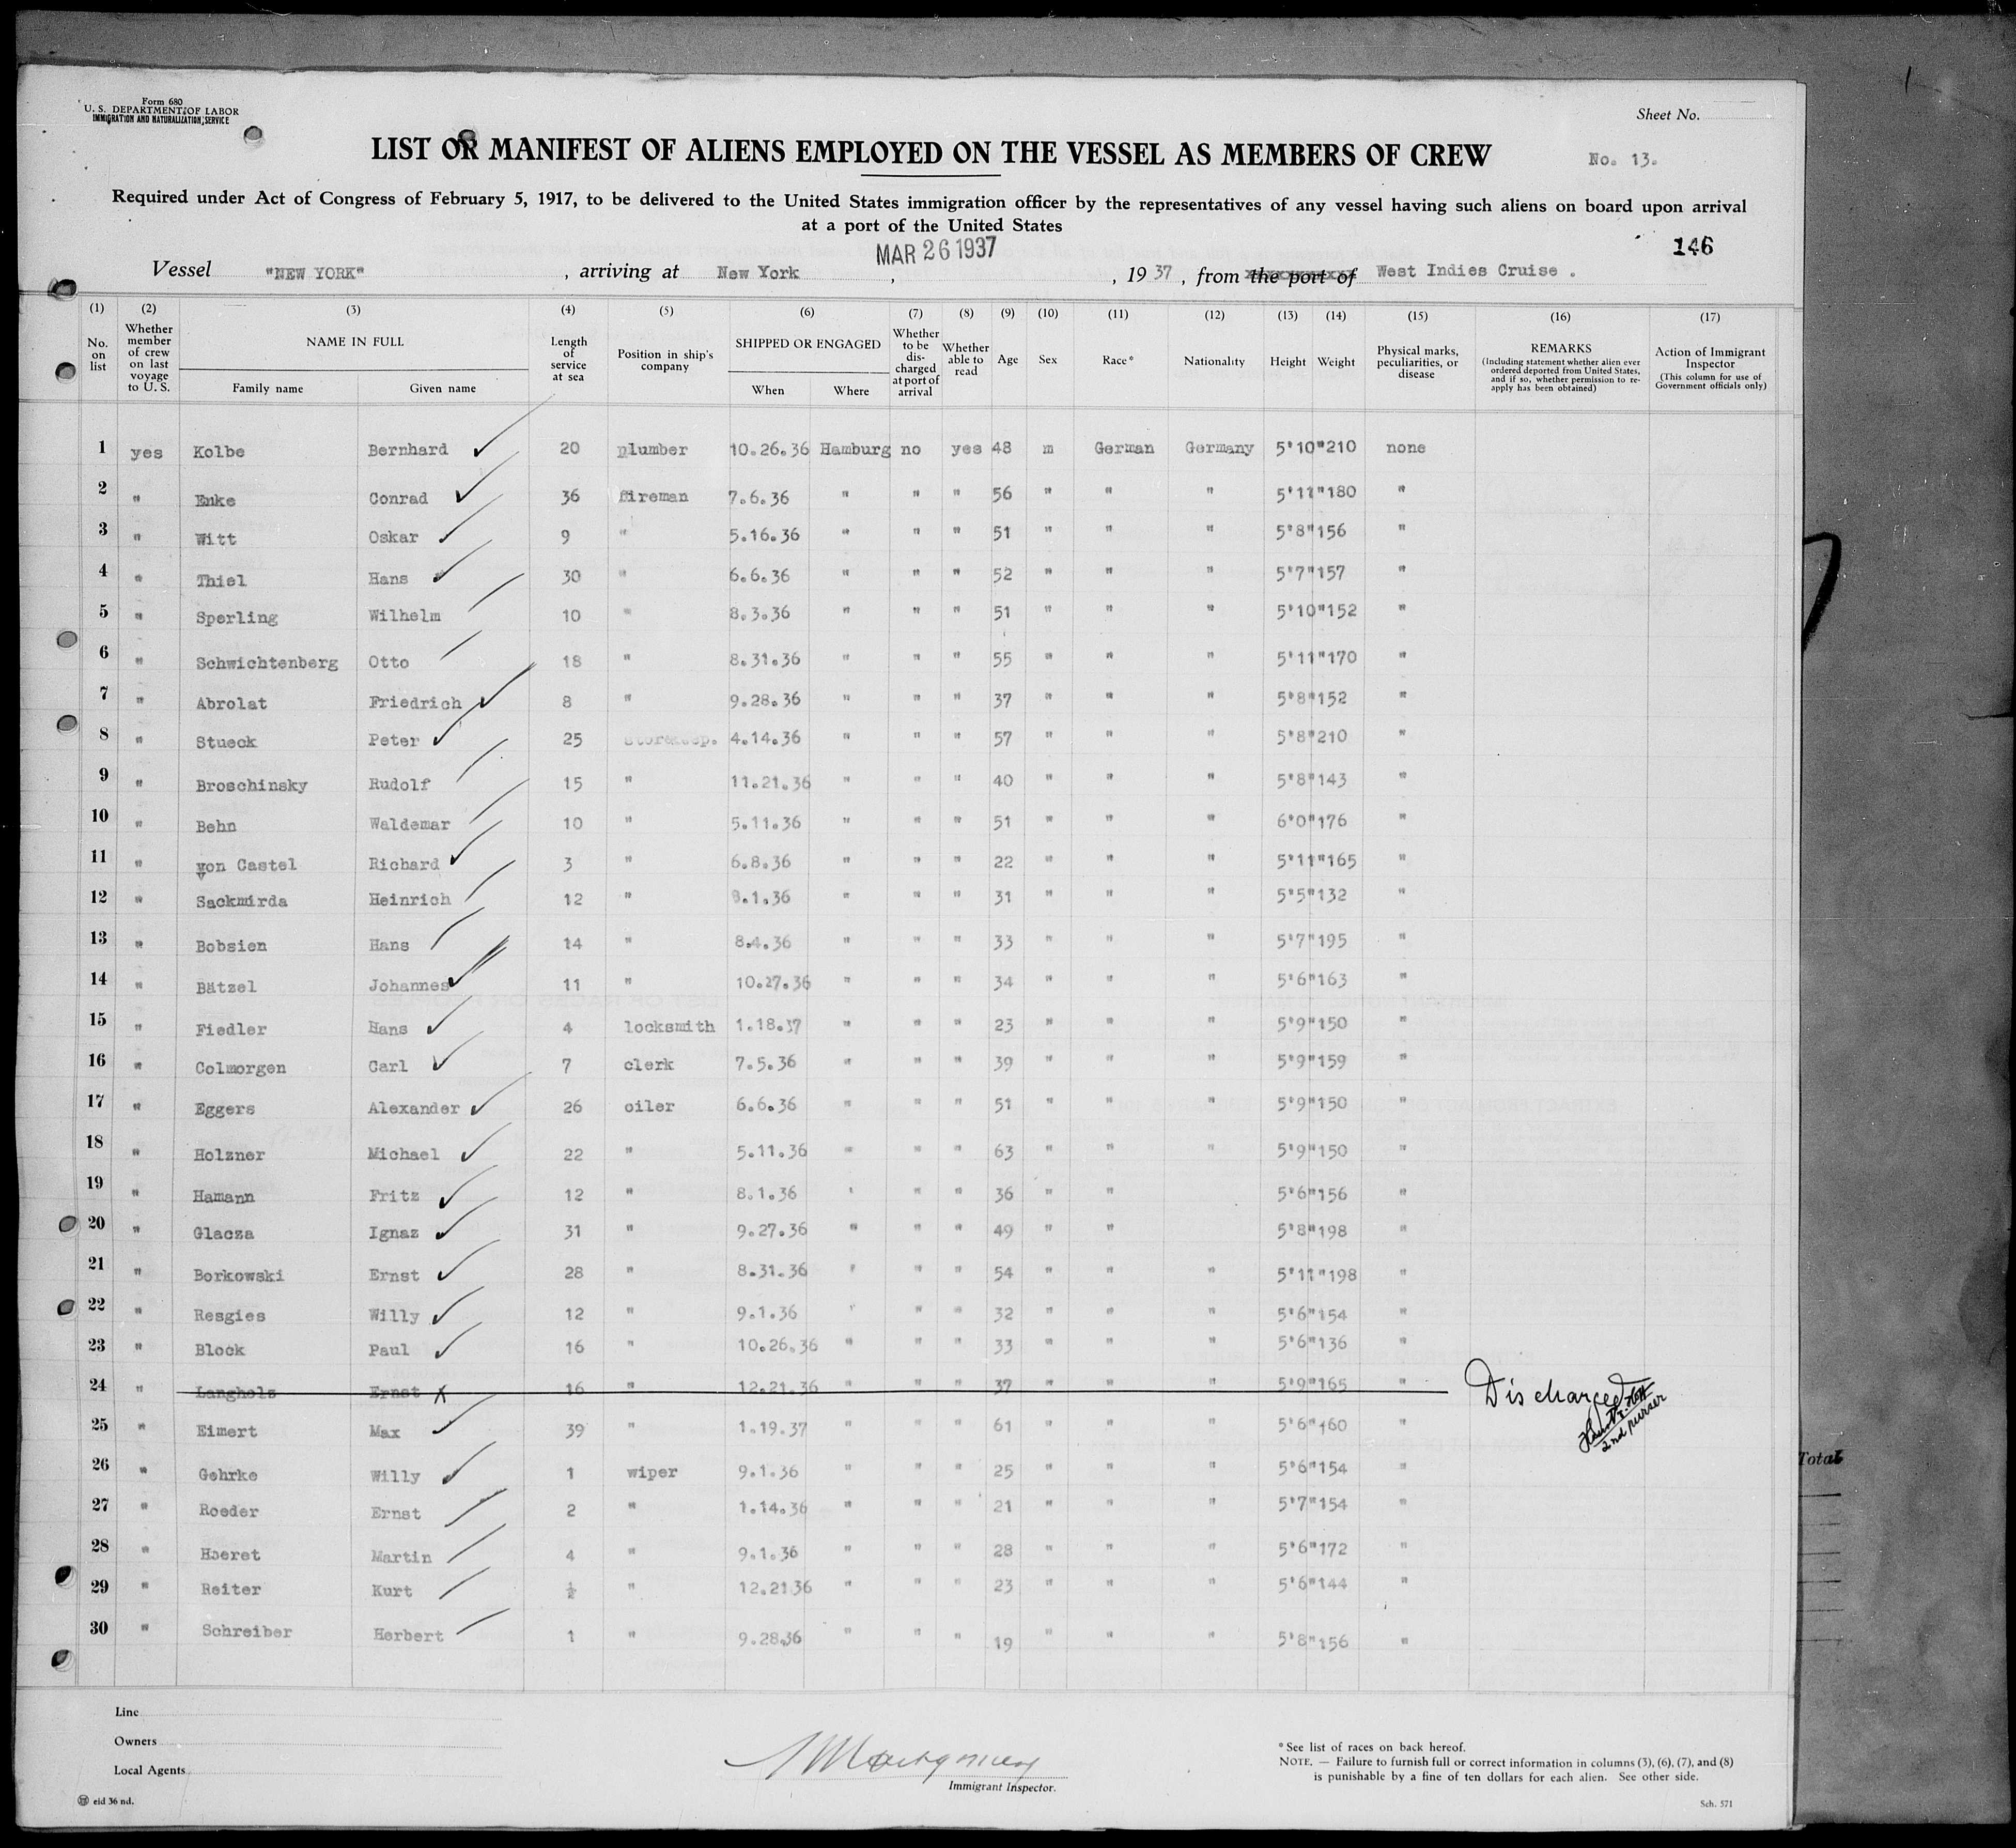 Form 680
U. S. DEPARTMENT OF LABOR
IMMIGRATION AND NATURALIZATION SERVICE
Sheet No.
LIST OR MANIFEST OF ALIENS EMPLOYED ON THE VESSEL AS MEMBERS OF CREW
No. 13.
Required under Act of Congress of February 5, 1917, to be delivered to the United States immigration officer by the representatives of any vessel having such aliens on board upon arrival
at a port of the United States
MAR 26 1937
146
Vessel "NEW YORK" , arriving at New York , , 19 37 , from the port of West Indies Cruise .
(1) (2) (3) (4) (5) (6) (7) (8) (9) (10) (11) (12) (13) (14) (15) (16) (17)
No. on list Whether member of crew on last voyage to U. S. NAME IN FULL Family name Given name Length of service at sea Position in ship's company SHIPPED OR ENGAGED When Where Whether to be discharged at port of arrival Whether able to read Age Sex Race* Nationality Height Weight Physical marks, peculiarities, or disease REMARKS (Including statement whether alien ever ordered deported from United States, and if so, whether permission to reapply has been obtained) Action of Immigrant Inspector (This column for use of Government officials only)
1 yes Kolbe Bernhard 20 plumber 10.26.36 Hamburg no yes 48 m German Germany 5'10" 210 none
2 " Enke Conrad 36 fireman 7.6.36 " " " 56 " " " 5'11" 180 "
3 " Witt Oskar 9 " 5.16.36 " " " 51 " " " 5'8" 156 "
4 " Thiel Hans 30 " 6.6.36 " " " 52 " " " 5'7" 157 "
5 " Sperling Wilhelm 10 " 8.3.36 " " " 51 " " " 5'10" 152 "
6 " Schwichtenberg Otto 18 " 8.31.36 " " " 55 " " " 5'11" 170 "
7 " Abrolat Friedrich 8 " 9.28.36 " " " 37 " " " 5'8" 152 "
8 " Stueck Peter 25 storekeep. 4.14.36 " " " 57 " " " 5'8" 210 "
9 " Broschinsky Rudolf 15 " 11.21.36 " " " 40 " " " 5'8" 143 "
10 " Behn Waldemar 10 " 5.11.36 " " " 51 " " " 6'0" 176 "
11 " von Castel Richard 3 " 6.8.36 " " " 22 " " " 5'11" 165 "
12 " Sackmirda Heinrich 12 " 9.1.36 " " " 31 " " " 5'5" 132 "
13 " Bobsien Hans 14 " 8.4.36 " " " 33 " " " 5'7" 195 "
14 " Bätzel Johannes 11 " 10.27.36 " " " 34 " " " 5'6" 163 "
15 " Fiedler Hans 4 locksmith 1.18.37 " " " 23 " " " 5'9" 150 "
16 " Colmorgen Carl 7 clerk 7.5.36 " " " 39 " " " 5'9" 159 "
17 " Eggers Alexander 26 oiler 6.6.36 " " " 51 " " " 5'9" 150 "
18 " Holzner Michael 22 " 5.11.36 " " " 63 " " " 5'9" 150 "
19 " Hamann Fritz 12 " 8.1.36 " " " 36 " " 5'6" 156 "
20 " Glacza Ignaz 31 " 9.27.36 " " " 49 " " 5'8" 198 "
21 " Borkowski Ernst 28 " 8.31.36 " " " 54 " " " 5'11" 198 "
22 " Resgies Willy 12 " 9.1.36 " " " 32 " " " 5'6" 154 "
23 " Block Paul 16 " 10.26.36 " " " 33 " " " 5'6" 136 "
24 " Langholz Ernst X 16 " 12.21.36 " " " 37 " " " 5'9" 165 " Discharged
2nd purser
25 " Eimert Max 39 " 1.19.37 " " " 61 " " " 5'6" 160 "
26 " Gehrke Willy 1 wiper 9.1.36 " " " 25 " " " 5'6" 154 "
27 " Roeder Ernst 2 " 1.14.36 " " " 21 " " " 5'7" 154 "
28 " Haeret Martin 4 " 9.1.36 " " " 28 " " " 5'6" 172 "
29 " Reiter Kurt ½ " 12.21.36 " " " 23 " " " 5'6" 144 "
30 " Schreiber Herbert 1 " 9.28.36 " " " 19 " " " 5'8" 156 "
Total
Line
Owners
Local Agents
Montgomery
Immigrant Inspector.
* See list of races on back hereof.
NOTE. — Failure to furnish full or correct information in columns (3), (6), (7), and (8)
is punishable by a fine of ten dollars for each alien. See other side.
eid 36 nd.
Sch. 571